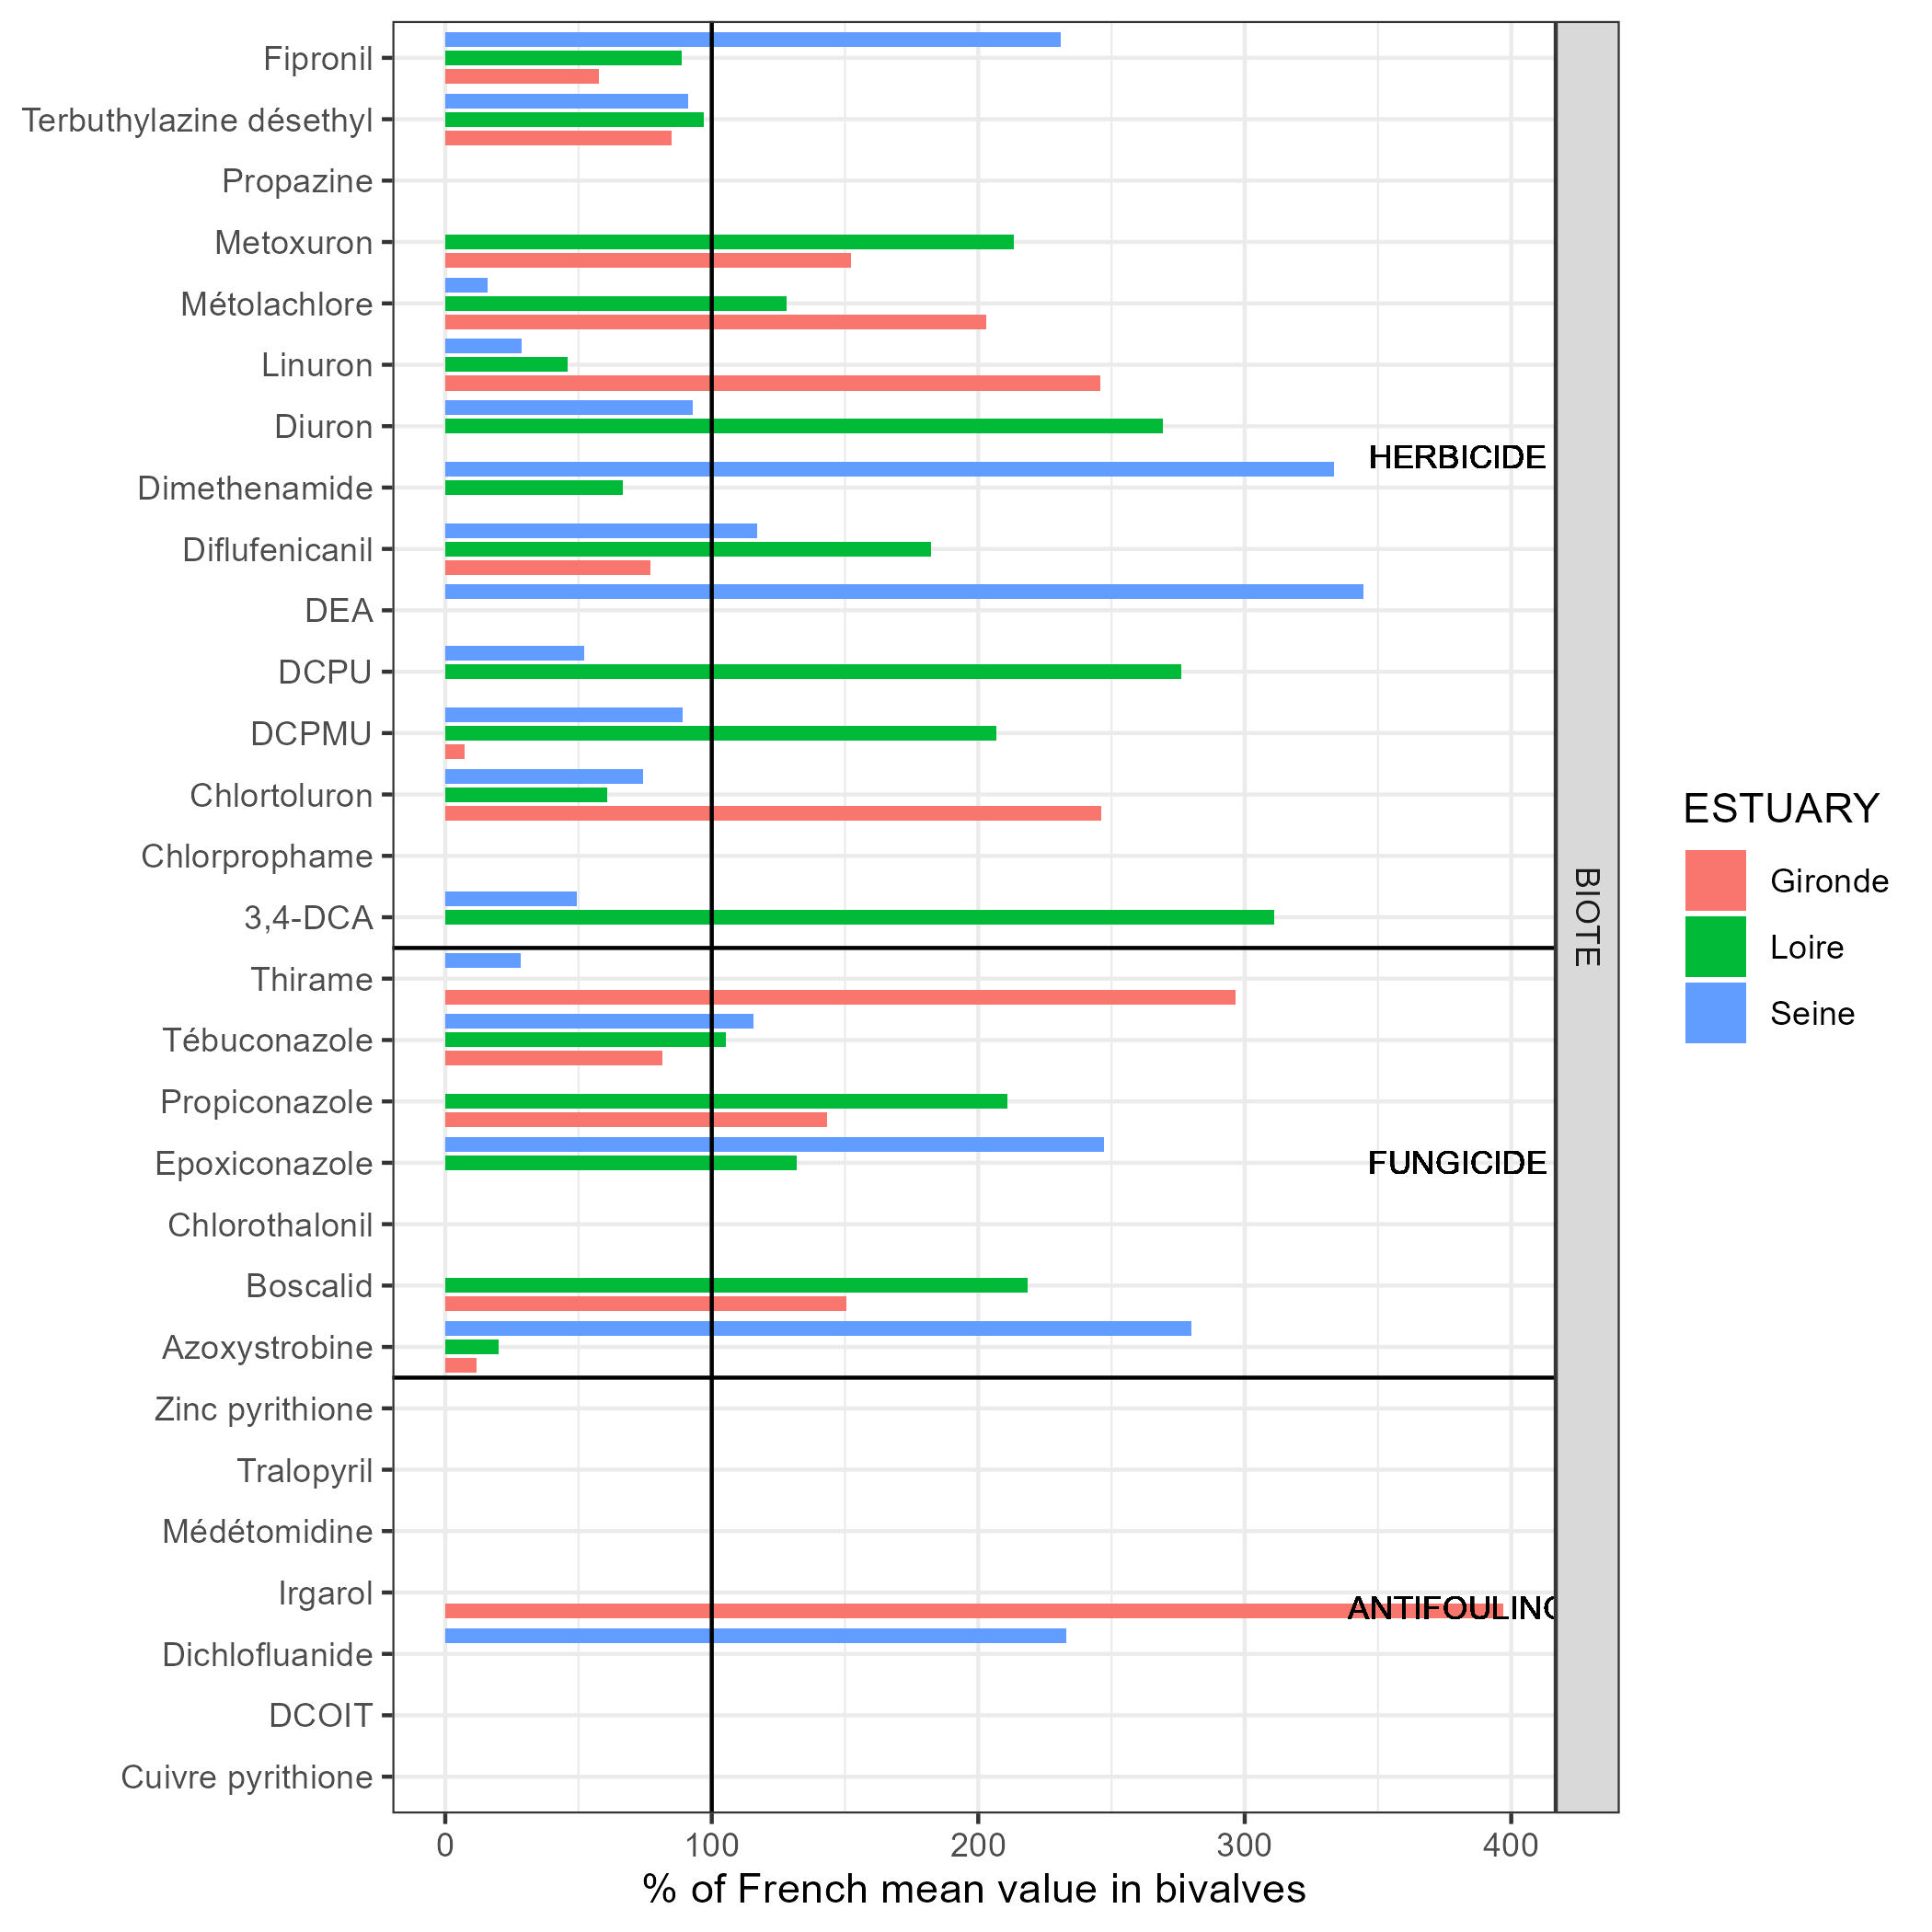 Fipronil
Terbuthylazine désethyl
Propazine
Metoxuron
Métolachlore
Linuron
Diuron
HERBICIDE
Dimethenamide
Diflufenicanil
DEA
DCPU
DCPMU
Chlortoluron
Chlorprophame
3,4-DCA
Thirame
Tébuconazole
Propiconazole
Epoxiconazole
FUNGICIDE
Chlorothalonil
Boscalid
Azoxystrobine
Zinc pyrithione
Tralopyril
Médétomidine
Irgarol
ANTIFOULING
Dichlofluanide
DCOIT
Cuivre pyrithione
0 100 200 300 400
% of French mean value in bivalves
BIOTE
ESTUARY
Gironde
Loire
Seine